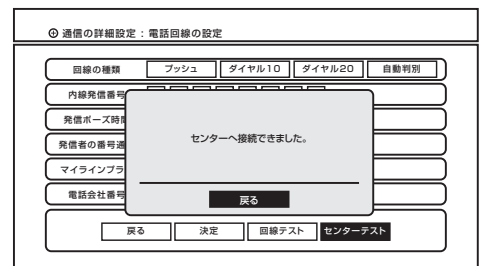 ⊕ 通信の詳細設定 : 電話回線の設定
回線の種類 プッシュ ダイヤル10 ダイヤル20 自動判別
内線発信番号
発信ポーズ時
発信者の番号通
マイラインプラ
電話会社番号
センターへ接続できました。
戻る
戻る 決定 回線テスト センターテスト